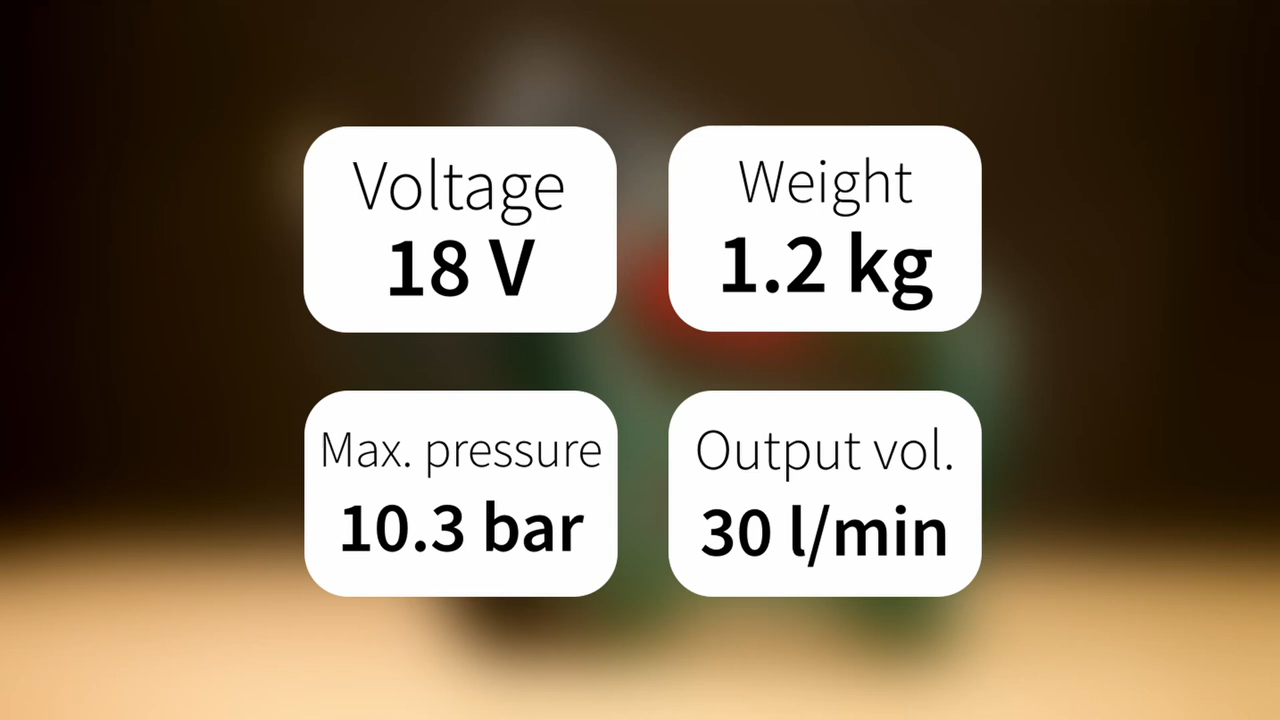 Voltage
18 V
Weight
1.2 kg
Max. pressure
10.3 bar
Output vol.
30 l/min